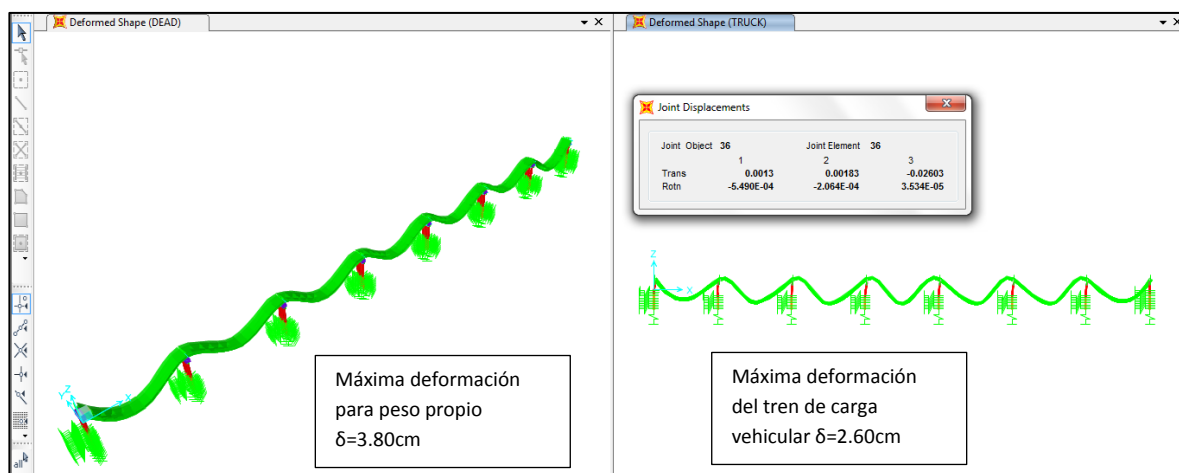 Deformed Shape (DEAD)
Deformed Shape (TRUCK)
Joint Displacements
Joint Object 36 Joint Element 36
1 2 3
Trans 0.0013 0.00183 -0.02603
Rotn -5.490E-04 -2.064E-04 3.534E-05
Z
Y
X
Z
X
Máxima deformación
para peso propio
δ=3.80cm
Máxima deformación
del tren de carga
vehicular δ=2.60cm
all